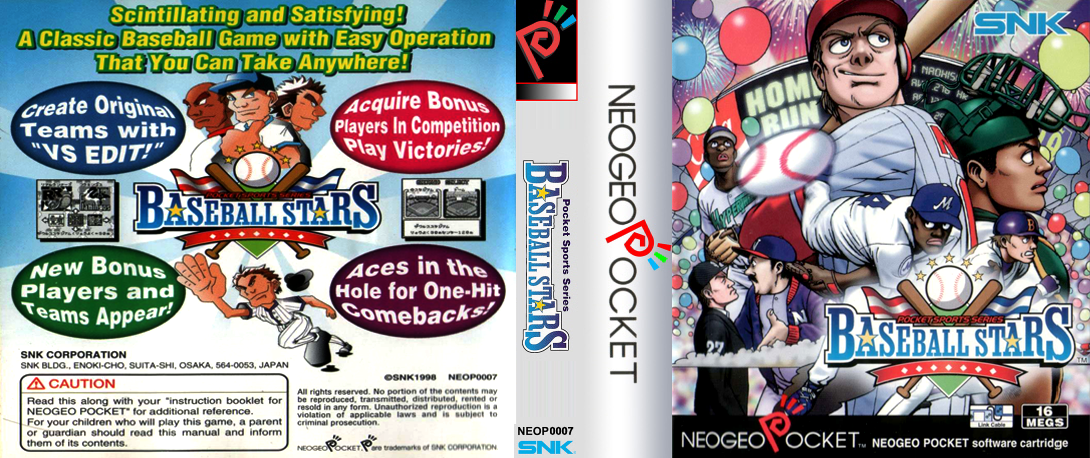 Scintillating and Satisfying!
A Classic Baseball Game with Easy Operation
That You Can Take Anywhere!
Create Original
Teams with
"VS EDIT!"
Acquire Bonus
Players In Competition
Play Victories!
POCKET SPORTS SERIES
BASEBALL STARS
New Bonus
Players and
Teams Appear!
Aces in the
Hole for One-Hit
Comebacks!
SNK CORPORATION
SNK BLDG., ENOKI-CHO, SUITA-SHI, OSAKA, 564-0053, JAPAN
CAUTION
Read this along with your "instruction booklet for
NEOGEO POCKET" for additional reference.
For your children who will play this game, a parent
or guardian should read this manual and inform
them of its contents.
©SNK1998 NEOP0007
All rights reserved. No portion of the contents may
be reproduced, transmitted, distributed, rented or
resold in any form. Unauthorized reproduction is a
violation of applicable laws and is subject to
criminal prosecution.
NEOGEO POCKET, P are trademarks of SNK CORPORATION
P
Pocket Sports Series
BASEBALL STARS
NEOP0007
SNK
NEOGEO POCKET
SNK
HOME
RUN
POCKET SPORTS SERIES
BASEBALL STARS TM
Link Cable
16
MEGS
NEOGEO POCKET TM
NEOGEO POCKET software cartridge